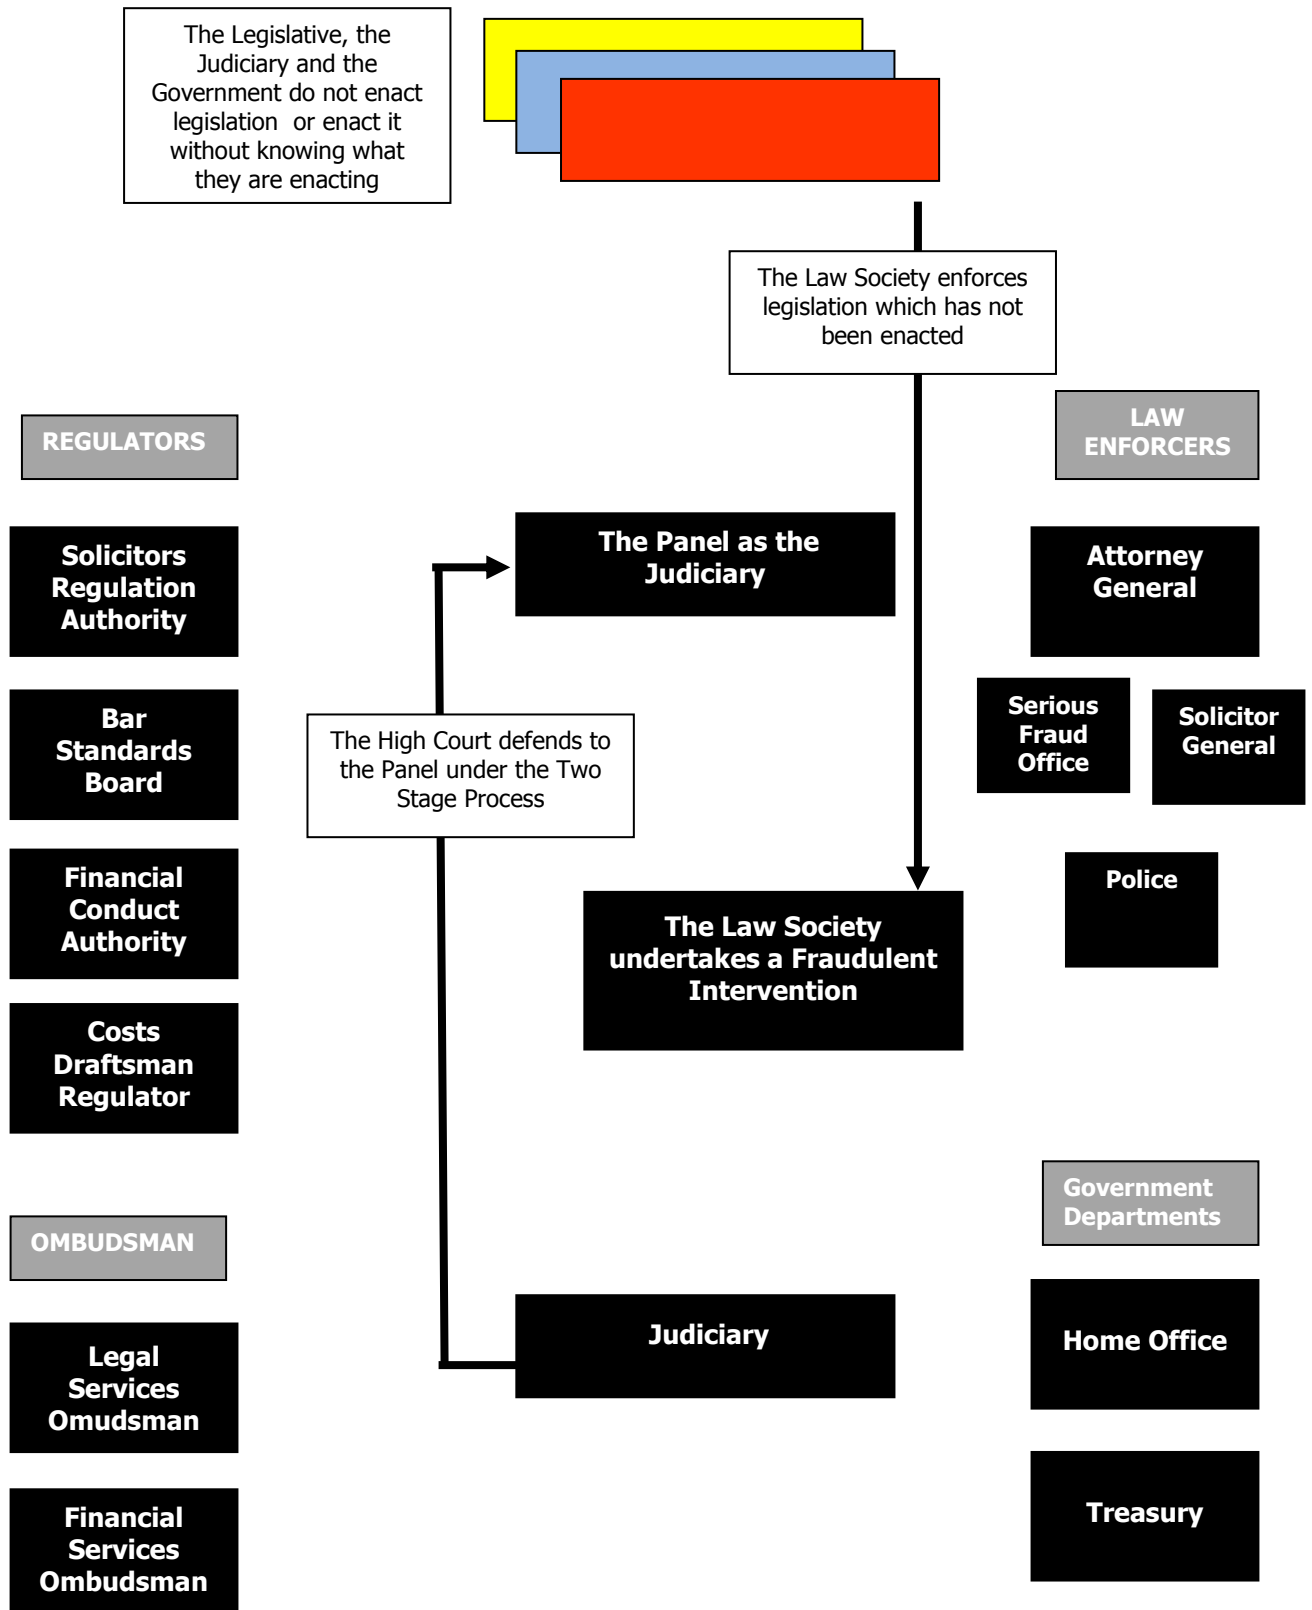 The Legislative, the
Judiciary and the
Government do not enact
legislation or enact it
without knowing what
they are enacting
The Law Society enforces
legislation which has not
been enacted
REGULATORS
LAW
ENFORCERS
Solicitors
Regulation
Authority
The Panel as the
Judiciary
Attorney
General
Bar
Standards
Board
The High Court defends to
the Panel under the Two
Stage Process
Serious
Fraud
Office
Solicitor
General
Financial
Conduct
Authority
The Law Society
undertakes a Fraudulent
Intervention
Police
Costs
Draftsman
Regulator
Government
Departments
OMBUDSMAN
Legal
Services
Omudsman
Judiciary
Home Office
Financial
Services
Ombudsman
Treasury